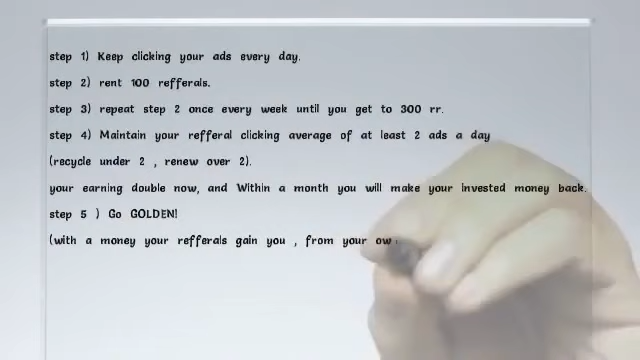 step 1) Keep clicking your ads every day.
step 2) rent 100 refferals.
step 3) repeat step 2 once every week until you get to 300 rr.
step 4) Maintain your refferal clicking average of at least 2 ads a day
(recycle under 2 , renew over 2).
your earning double now, and Within a month you will make your invested money back.
step 5 ) Go GOLDEN!
(with a money your refferals gain you , from your ow